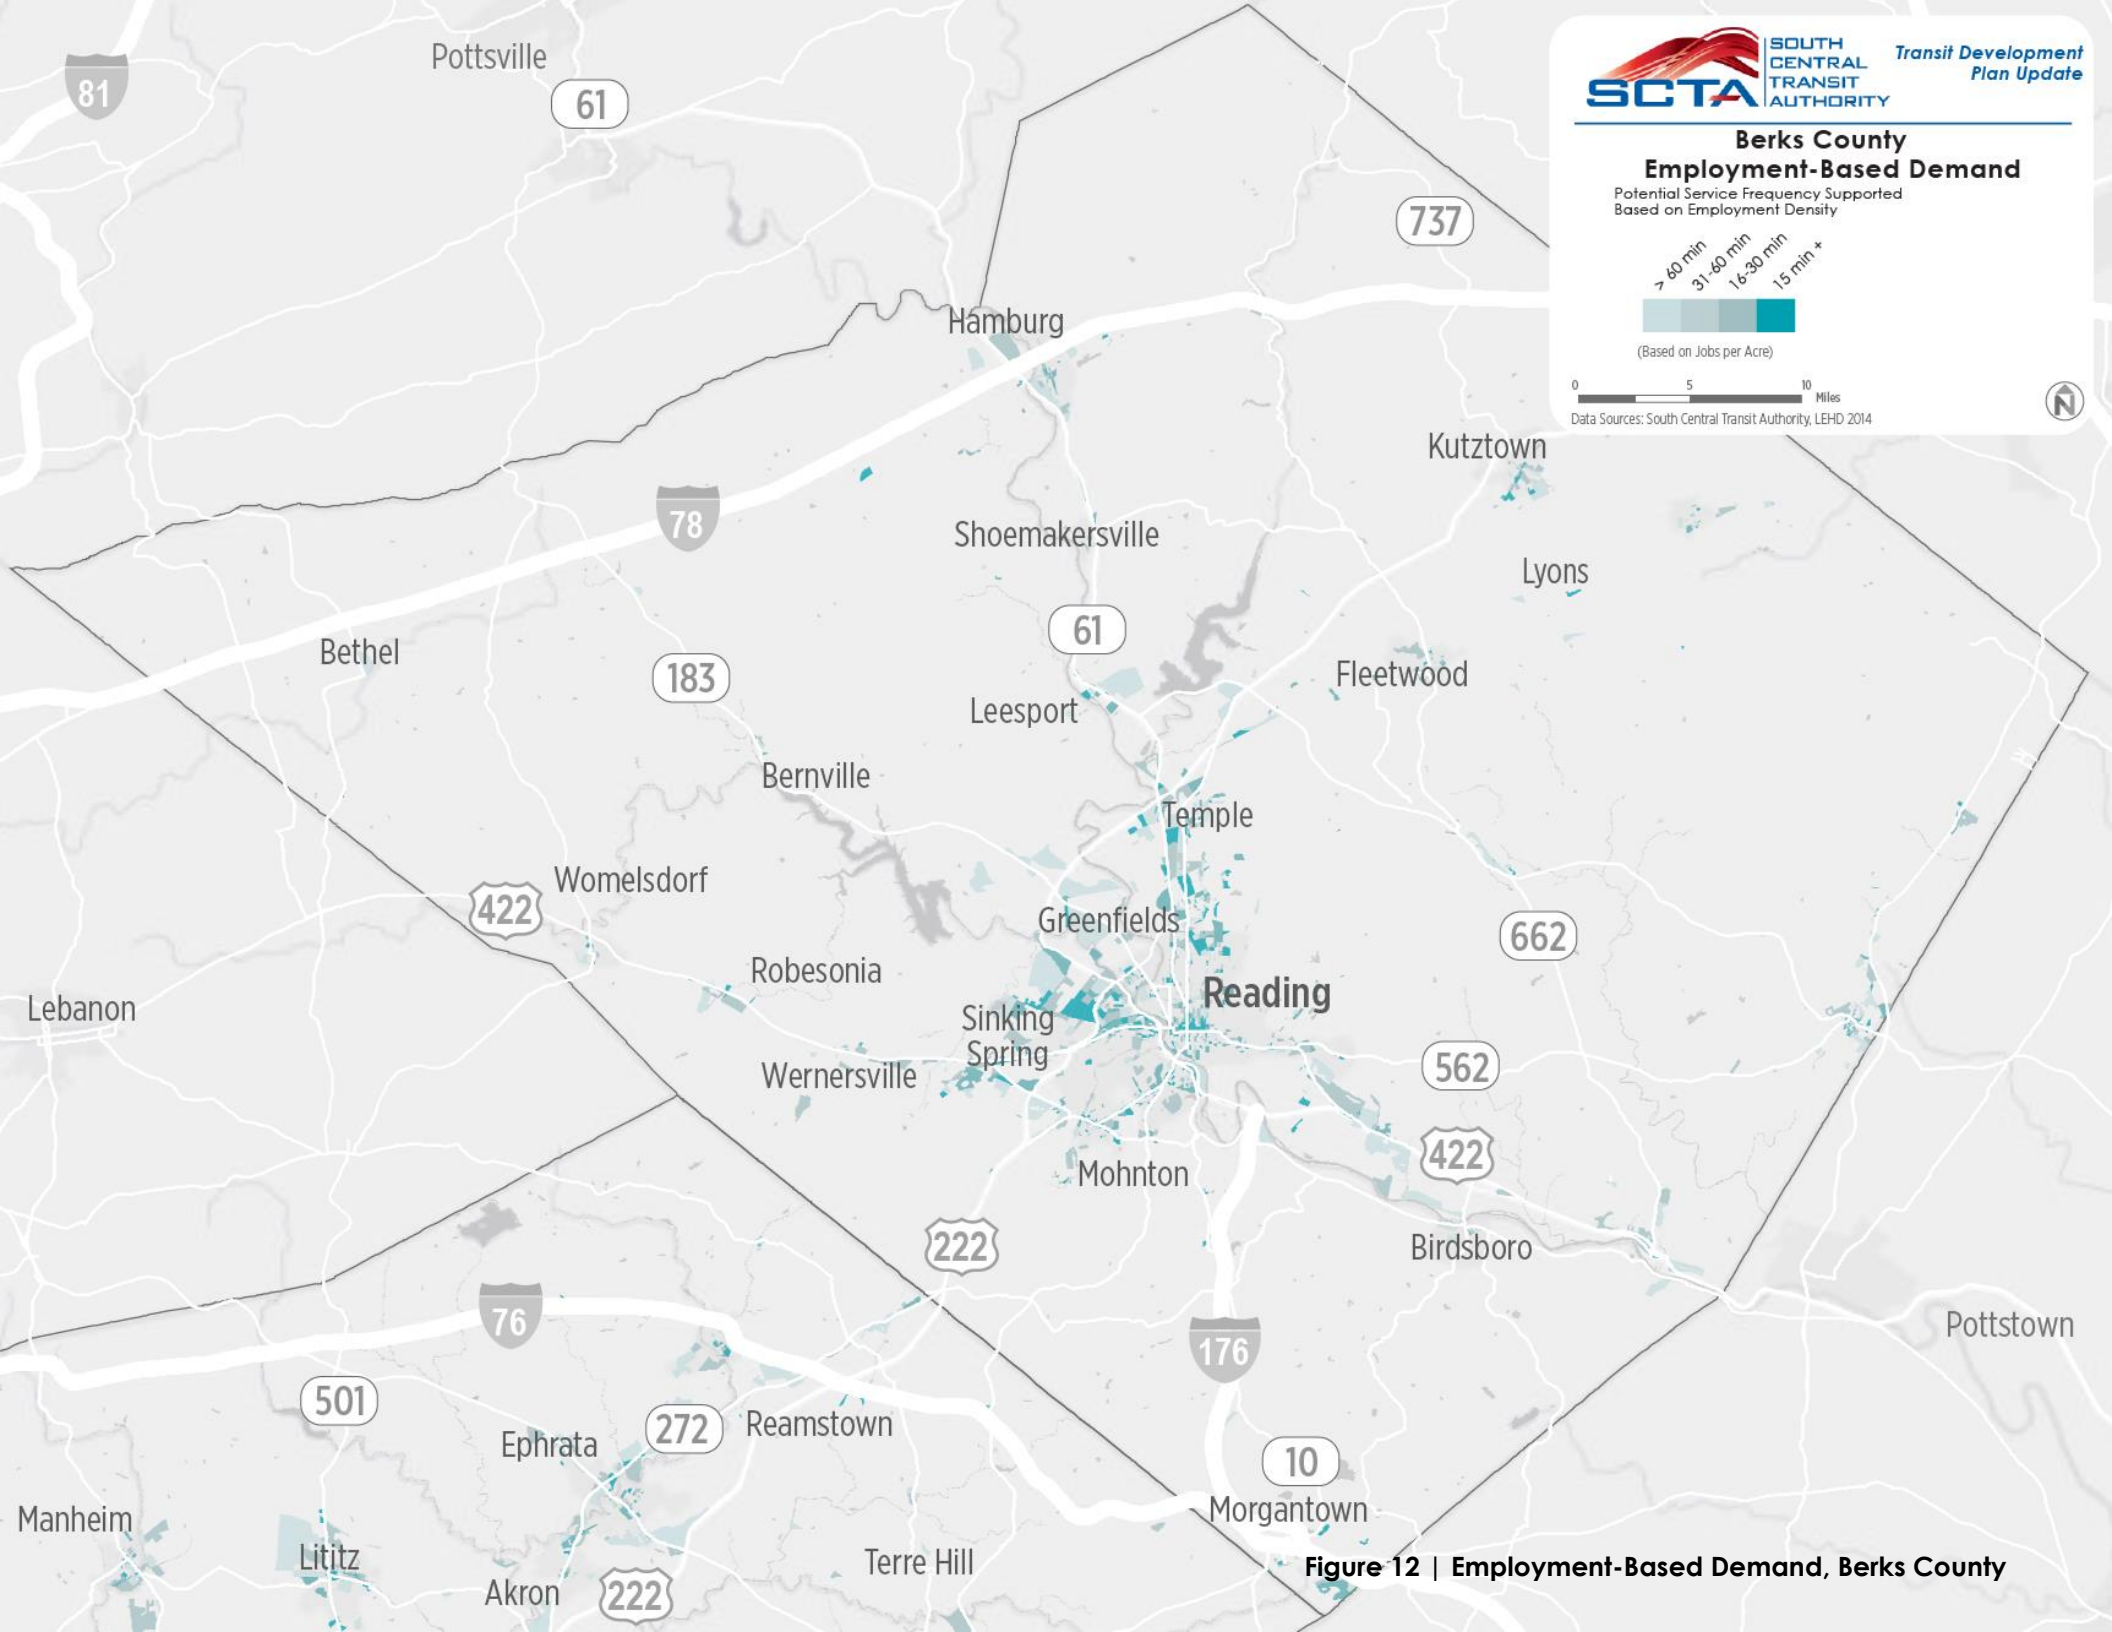 Pottsville
81
61
SCTA
SOUTH
CENTRAL
TRANSIT
AUTHORITY
Transit Development
Plan Update
Berks County
Employment-Based Demand
Potential Service Frequency Supported
Based on Employment Density
> 60 min
31-60 min
16-30 min
15 min +
(Based on Jobs per Acre)
0 5 10
Miles
Data Sources: South Central Transit Authority, LEHD 2014
N
737
Hamburg
Kutztown
78
Shoemakersville
Lyons
61
Bethel
183
Fleetwood
Leesport
Bernville
Temple
Womelsdorf
422
Greenfields
662
Robesonia
Reading
Lebanon
Sinking
Spring
562
Wernersville
422
Mohnton
222
Birdsboro
76
Pottstown
176
501
272
Reamstown
Ephrata
10
Morgantown
Manheim
Lititz
Terre Hill
Akron
222
Figure 12 | Employment-Based Demand, Berks County